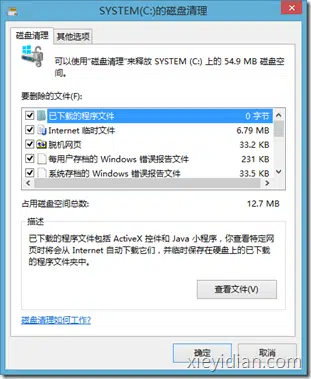 SYSTEM(C:)的磁盘清理
磁盘清理
其他选项
可以使用“磁盘清理”来释放 SYSTEM (C:) 上的 54.9 MB 磁盘空
间。
要删除的文件(F):
已下载的程序文件 0 字节
Internet 临时文件 6.79 MB
脱机网页 33.2 KB
每用户存档的 Windows 错误报告文件 231 KB
系统存档的 Windows 错误报告文件 33.5 KB
占用磁盘空间总数: 12.7 MB
描述
已下载的程序文件包括 ActiveX 控件和 Java 小程序，你查看特定网
页时将会从 Internet 自动下载它们，并临时保存在硬盘上的已下载
的程序文件夹中。
查看文件(V)
磁盘清理如何工作?
确定
取消
xieyidian.com